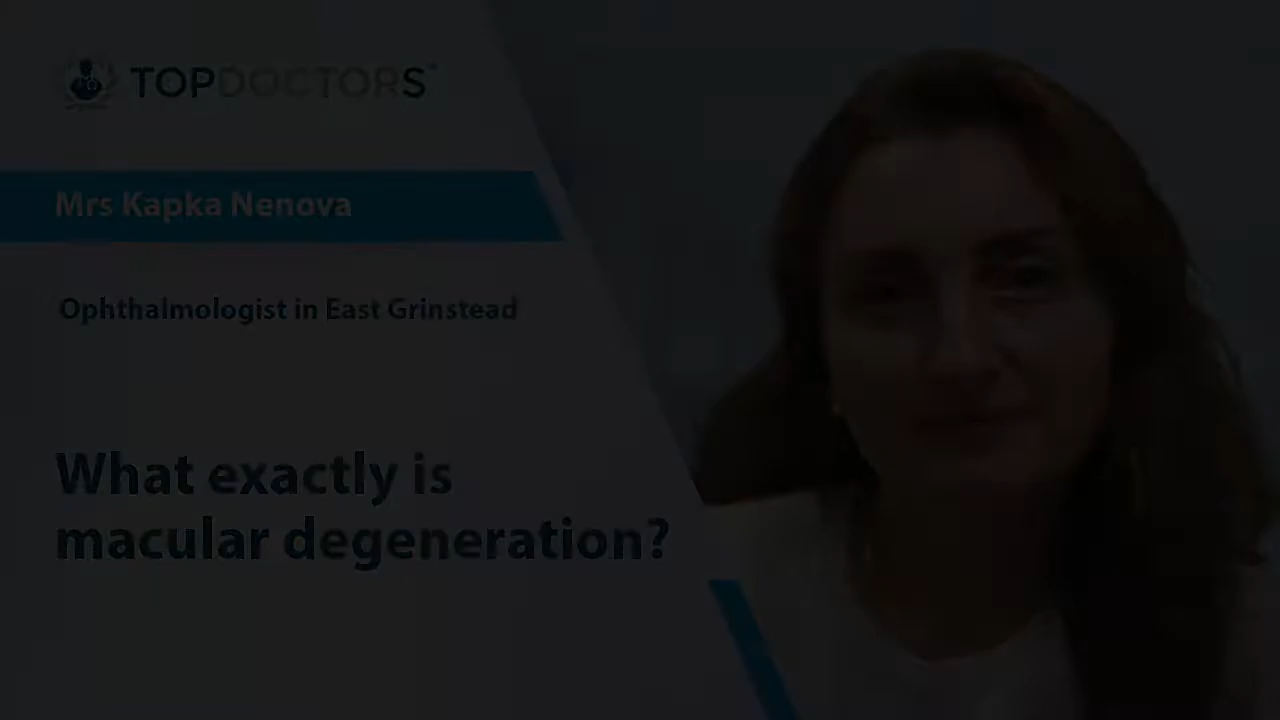 TOPDOCTORS
Mrs Kapka Nenova
Ophthalmologist in East Grinstead
What exactly is
macular degeneration?